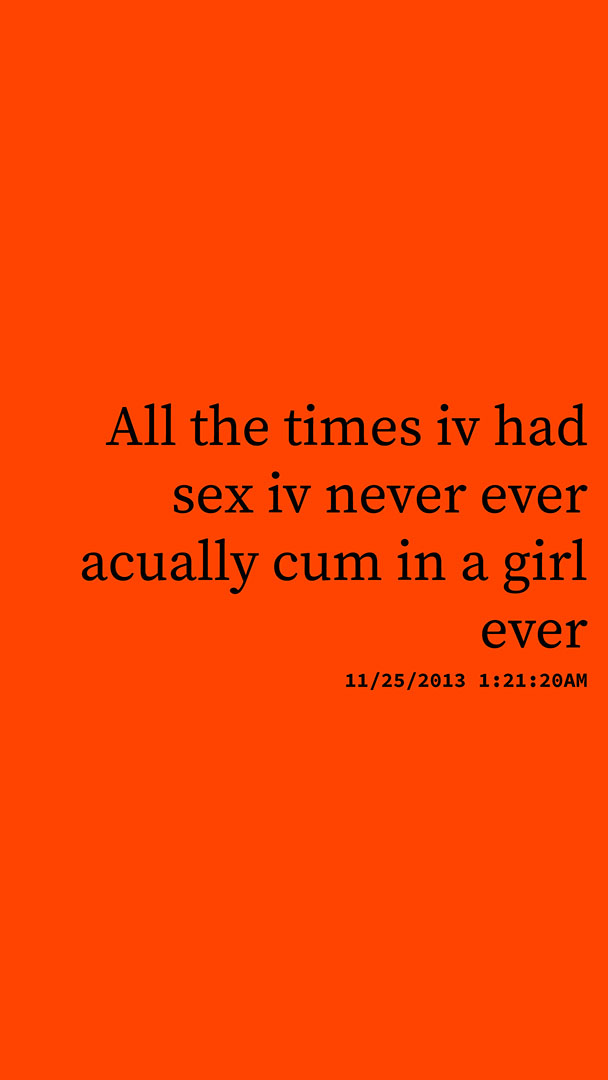 All the times iv had
sex iv never ever
acually cum in a girl
ever
11/25/2013 1:21:20AM